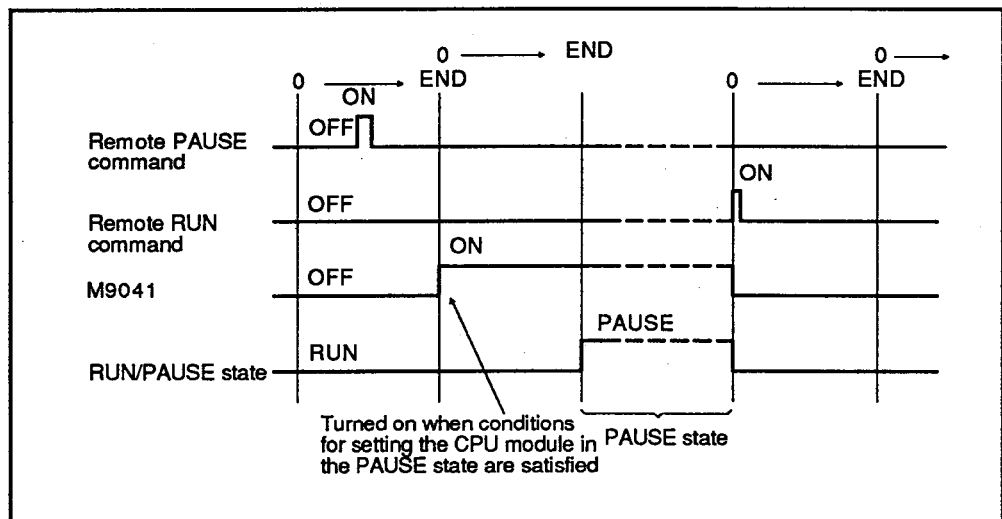 0 END 0
0 END 0 END
ON
Remote PAUSE
command
OFF
ON
Remote RUN
command
OFF
ON
M9041
OFF
PAUSE
RUN/PAUSE state
RUN
Turned on when conditions
for setting the CPU module in
the PAUSE state are satisfied
PAUSE state